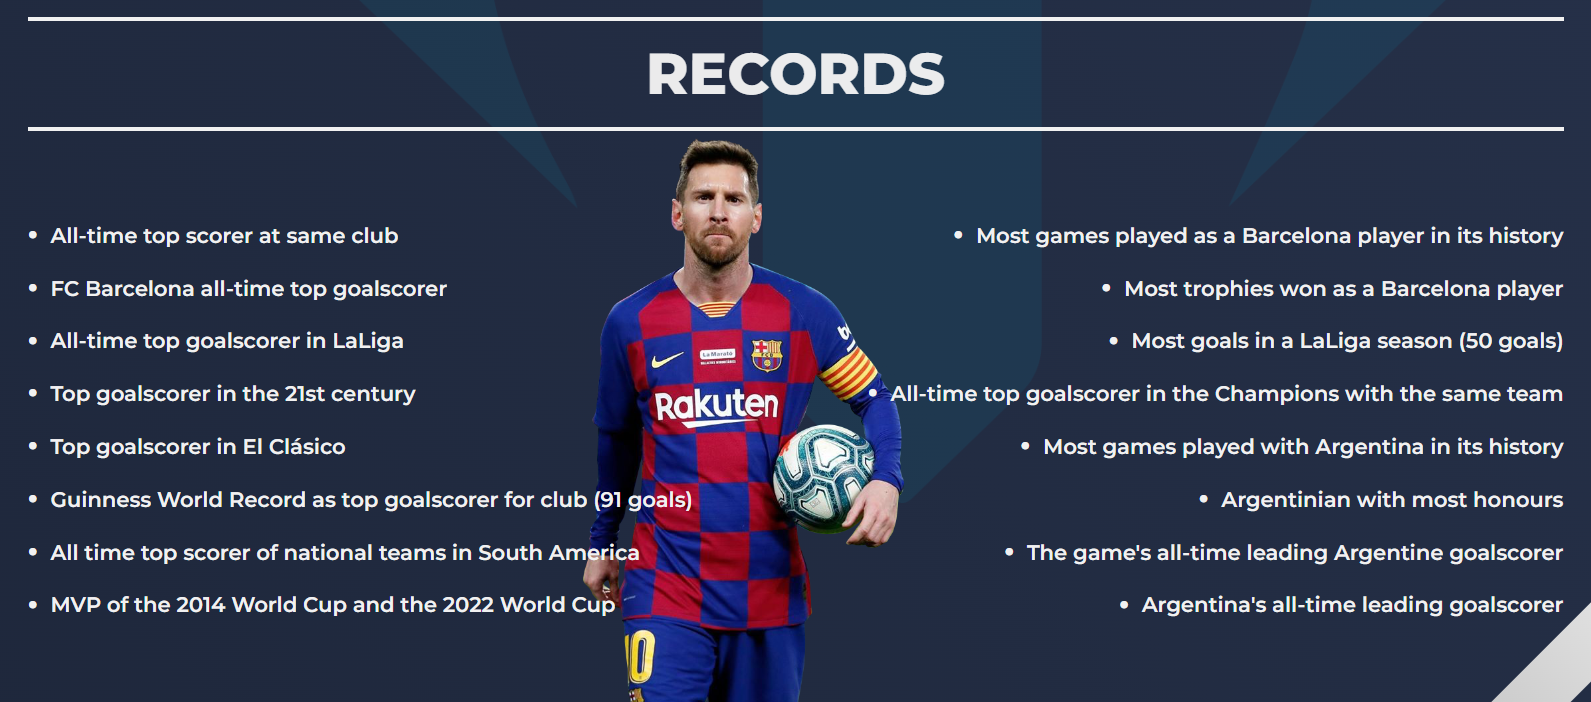 RECORDS
• All-time top scorer at same club
• FC Barcelona all-time top goalscorer
• All-time top goalscorer in LaLiga
• Top goalscorer in the 21st century
• Top goalscorer in El Clásico
• Guinness World Record as top goalscorer for club (91 goals)
• All time top scorer of national teams in South America
• MVP of the 2014 World Cup and the 2022 World Cup
• Most games played as a Barcelona player in its history
• Most trophies won as a Barcelona player
• Most goals in a LaLiga season (50 goals)
• All-time top goalscorer in the Champions with the same team
• Most games played with Argentina in its history
• Argentinian with most honours
• The game's all-time leading Argentine goalscorer
• Argentina's all-time leading goalscorer
La Marató
FCB
Rakuten
10